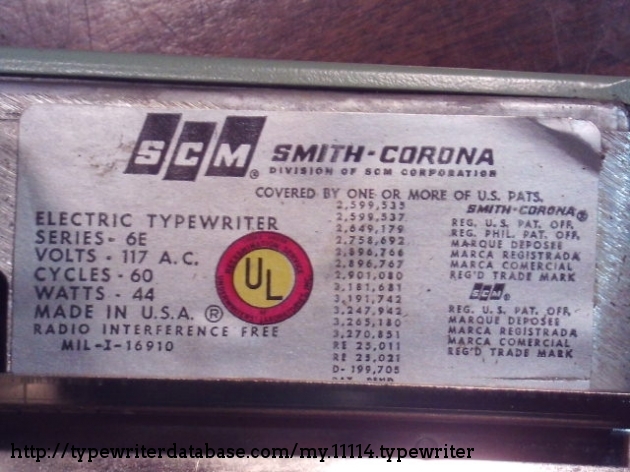 SCM® SMITH-CORONA
DIVISION OF SCM CORPORATION
COVERED BY ONE OR MORE OF U.S. PATS.
ELECTRIC TYPEWRITER
SERIES - 6E
VOLTS - 117 A.C.
CYCLES - 60
WATTS - 44
MADE IN U.S.A. ®
RADIO INTERFERENCE FREE
MIL-I-16910
UL
2,599,535
2,599,537
2,649,179
2,758,692
2,896,766
2,896,767
2,901,080
3,181,681
3,191,742
3,247,942
3,265,180
3,270,851
RE 25,011
RE 25,021
D- 199,705
PAT. PEND.
SMITH-CORONA®
REG. U.S. PAT. OFF.
REG. PHIL. PAT. OFF.
MARQUE DEPOSEE
MARCA REGISTRADA
MARCA COMERCIAL
REG'D TRADE MARK
SCM®
REG. U.S. PAT. OFF.
MARQUE DEPOSEE
MARCA REGISTRADA
MARCA COMERCIAL
REG'D TRADE MARK
http://typewriterdatabase.com/my.11114.typewriter